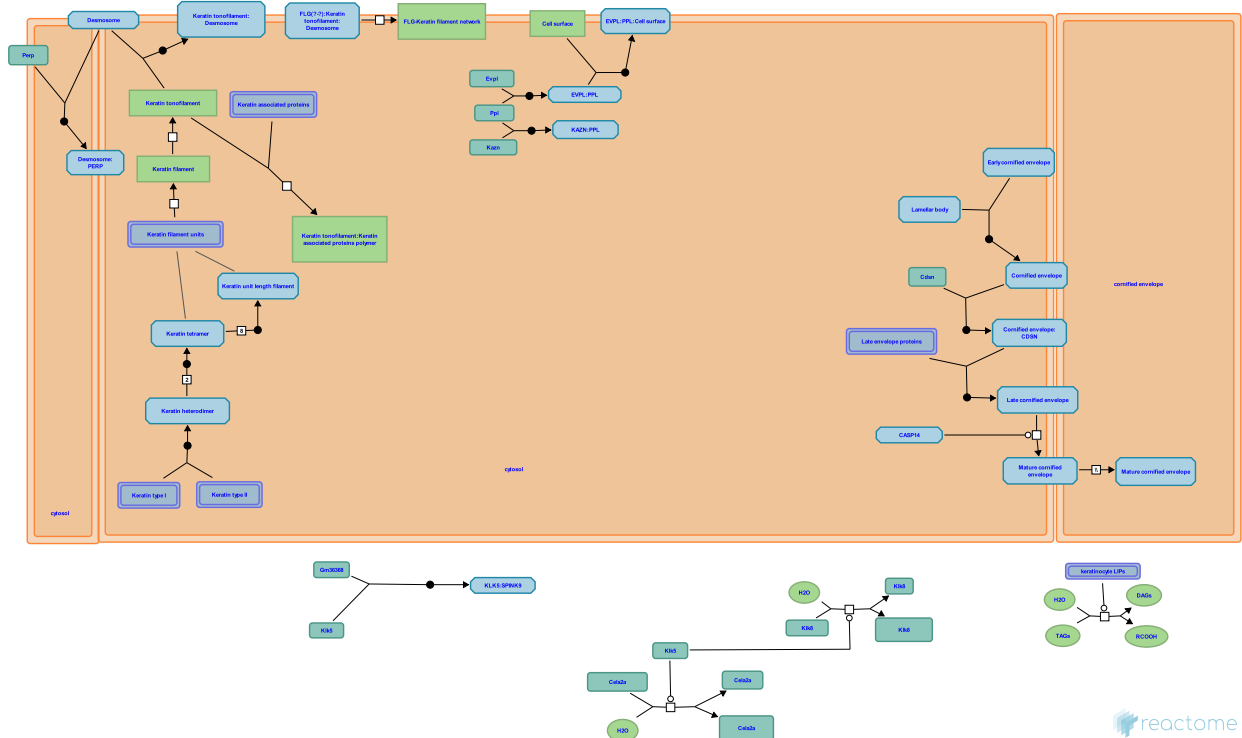 Desmosome
Keratin tonofilament:
Desmosome
FLG(?-?):Keratin
tonofilament:
Desmosome
FLG-Keratin filament network
Cell surface
EVPL:PPL:Cell surface
Perp
Evpl
EVPL:PPL
Keratin tonofilament
Keratin associated proteins
Ppl
KAZN:PPL
Kazn
Desmosome:
PERP
Keratin filament
Early cornified envelope
Lamellar body
Keratin filament units
Keratin tonofilament:Keratin
associated proteins polymer
Cdsn
Cornified envelope
cornified envelope
Keratin unit length filament
Keratin tetramer
8
Late envelope proteins
Cornified envelope:
CDSN
2
Keratin heterodimer
Late cornified envelope
CASP14
cytosol
Mature cornified
envelope
Mature cornified envelope
Keratin type I
Keratin type II
cytosol
Gm36388
KLK5:SPINK9
Klk5
H2O
Klk8
Klk8
Klk8
keratinocyte LIPs
H2O
DAGs
TAGs
RCOOH
Klk5
Cela2a
Cela2a
H2O
Cela2a
reactome